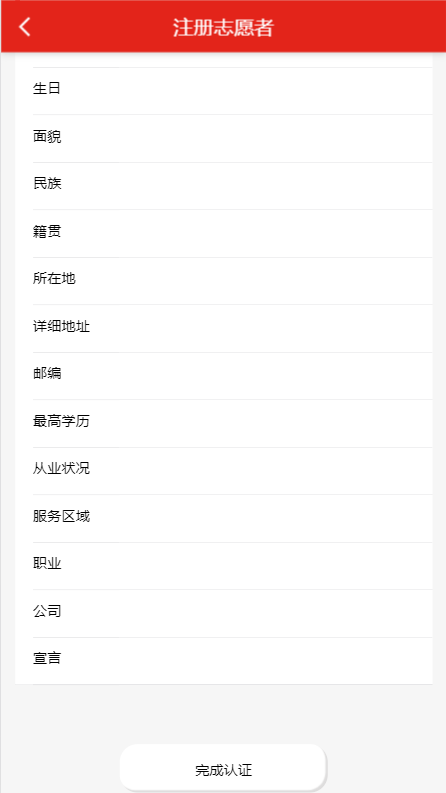 注册志愿者
生日
面貌
民族
籍贯
所在地
详细地址
邮编
最高学历
从业状况
服务区域
职业
公司
宣言
完成认证